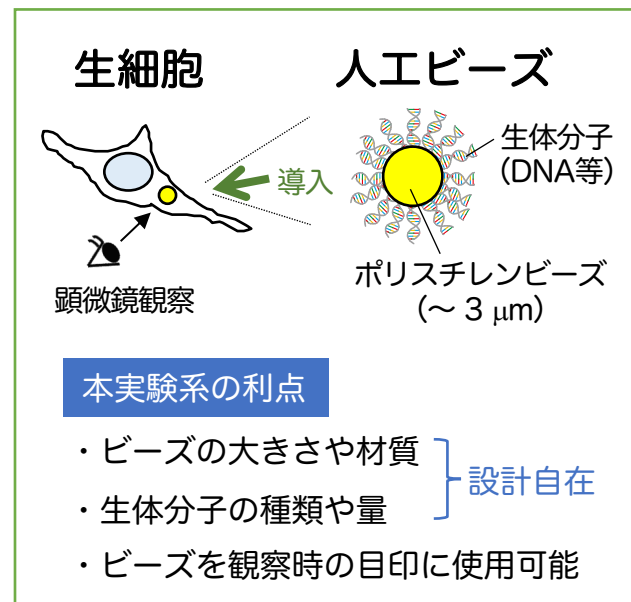 生細胞
人工ビーズ
生体分子
(DNA等)
導入
顕微鏡観察
ポリスチレンビーズ
(～ 3 μm)
本実験系の利点
・ビーズの大きさや材質
・生体分子の種類や量
設計自在
・ビーズを観察時の目印に使用可能